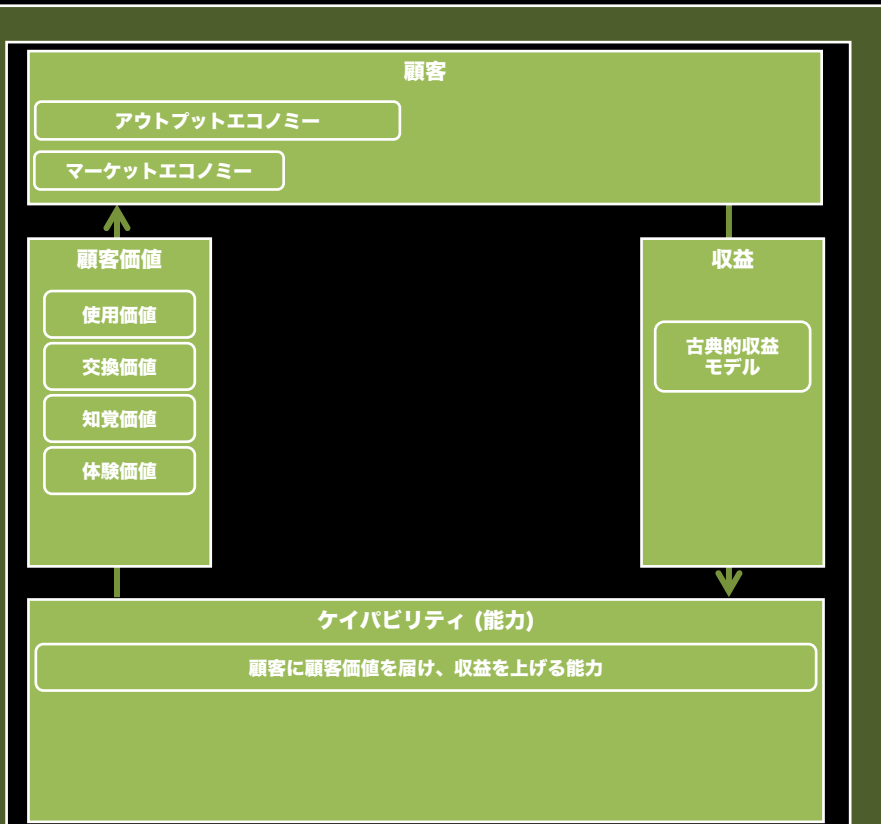 顧客
アウトプットエコノミー
マーケットエコノミー
顧客価値
使用価値
交換価値
知覚価値
体験価値
収益
古典的収益
モデル
ケイパビリティ (能力)
顧客に顧客価値を届け、収益を上げる能力